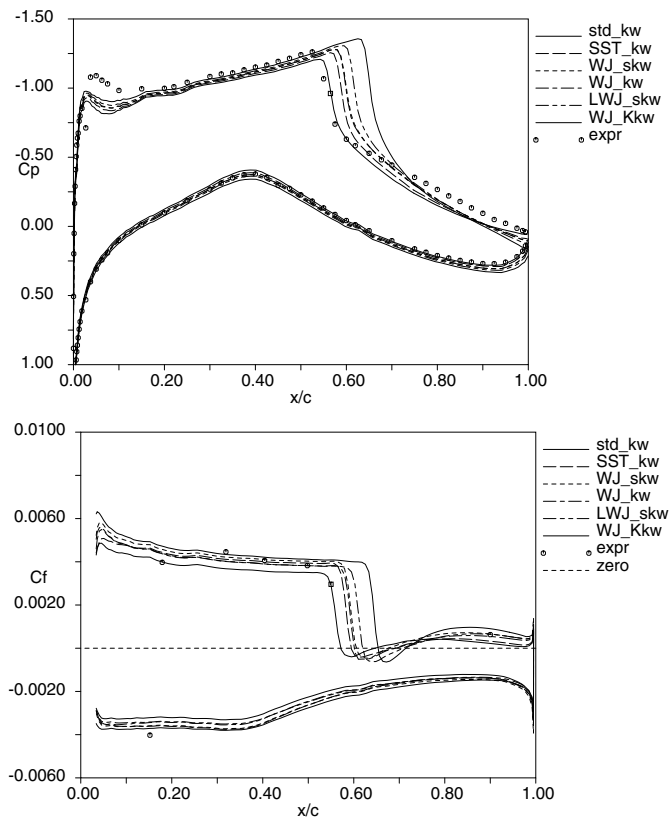 -1.50
-1.00
-0.50
Cp
0.00
0.50
1.00
0.00 0.20 0.40 0.60 0.80 1.00
x/c
std_kw
SST_kw
WJ_skw
WJ_kw
LWJ_skw
WJ_Kkw
expr
0.0100
0.0060
Cf
0.0020
-0.0020
-0.0060
0.00 0.20 0.40 0.60 0.80 1.00
x/c
std_kw
SST_kw
WJ_skw
WJ_kw
LWJ_skw
WJ_Kkw
expr
zero